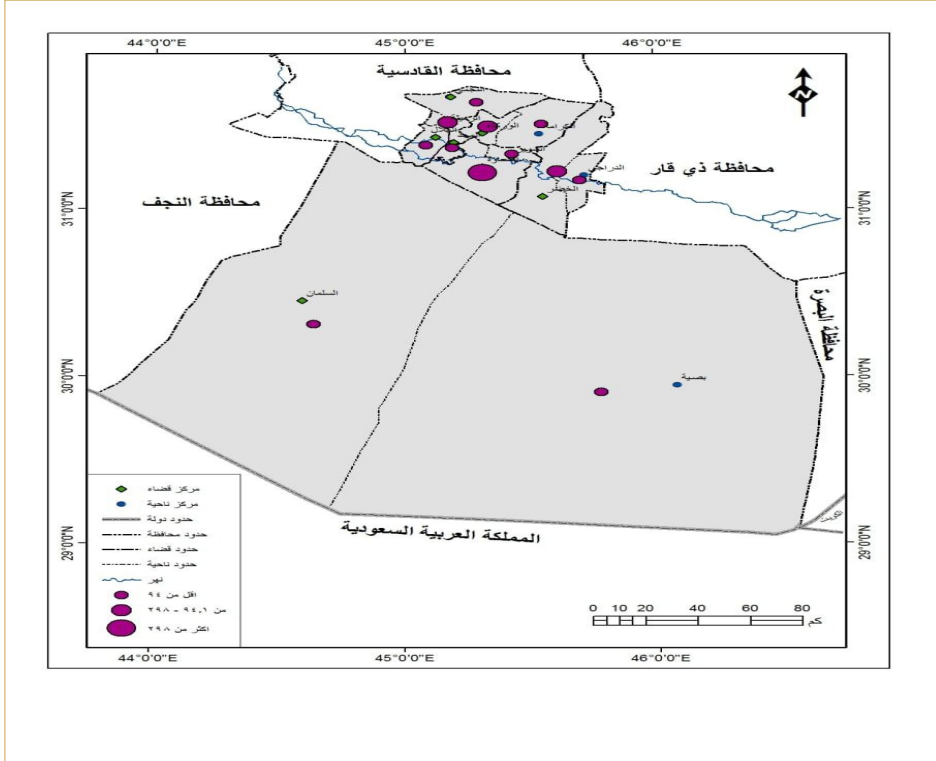 44°0'0"E 45°0'0"E 46°0'0"E
محافظة القادسية
N
محافظة ذي قار
محافظة النجف
31°0'0"N 31°0'0"N
الدراجي
الخضر
السلمان
محافظة البصرة
بصية
30°0'0"N 30°0'0"N
المملكة العربية السعودية
الكويت
29°0'0"N 29°0'0"N
مركز قضاء
مركز ناحية
حدود دولة
حدود محافظة
حدود قضاء
حدود ناحية
نهر
اقل من ٩٤
من ٩٤,١ - ٢٩٨
اكثر من ٢٩٨
0 10 20 40 60 80
كم
44°0'0"E 45°0'0"E 46°0'0"E